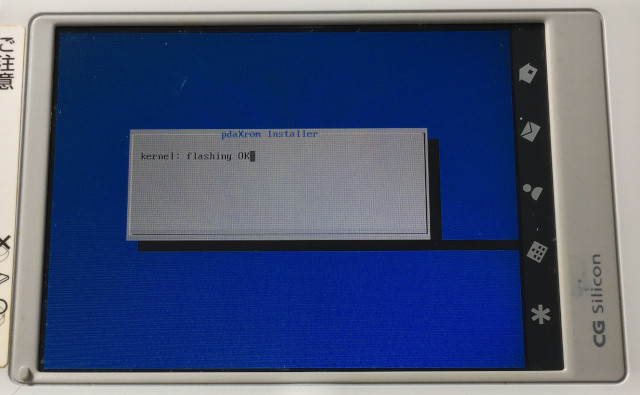 pdaXrom Installer
kernel: flashing OK
CG Silicon
ご注意